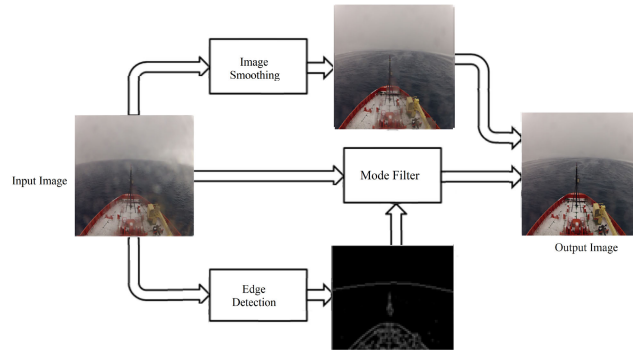 Image
Smoothing
Input Image
Mode Filter
Output Image
Edge
Detection